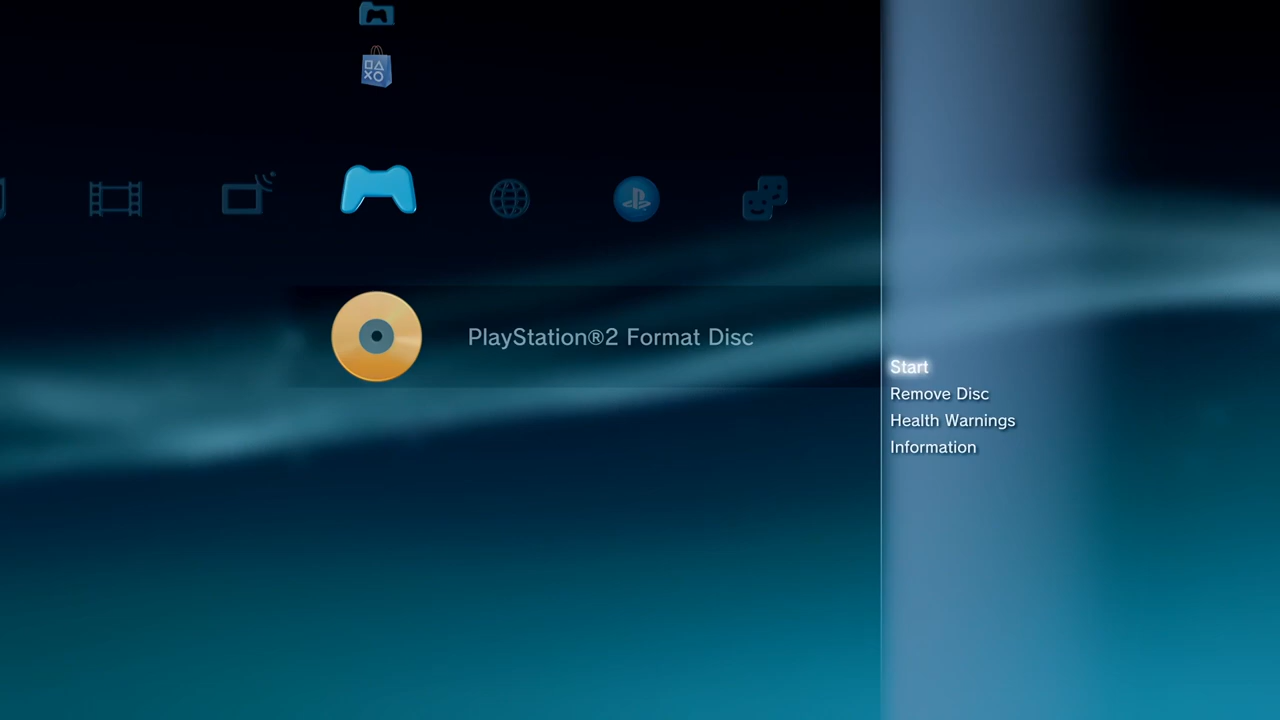 PlayStation®2 Format Disc
Start
Remove Disc
Health Warnings
Information